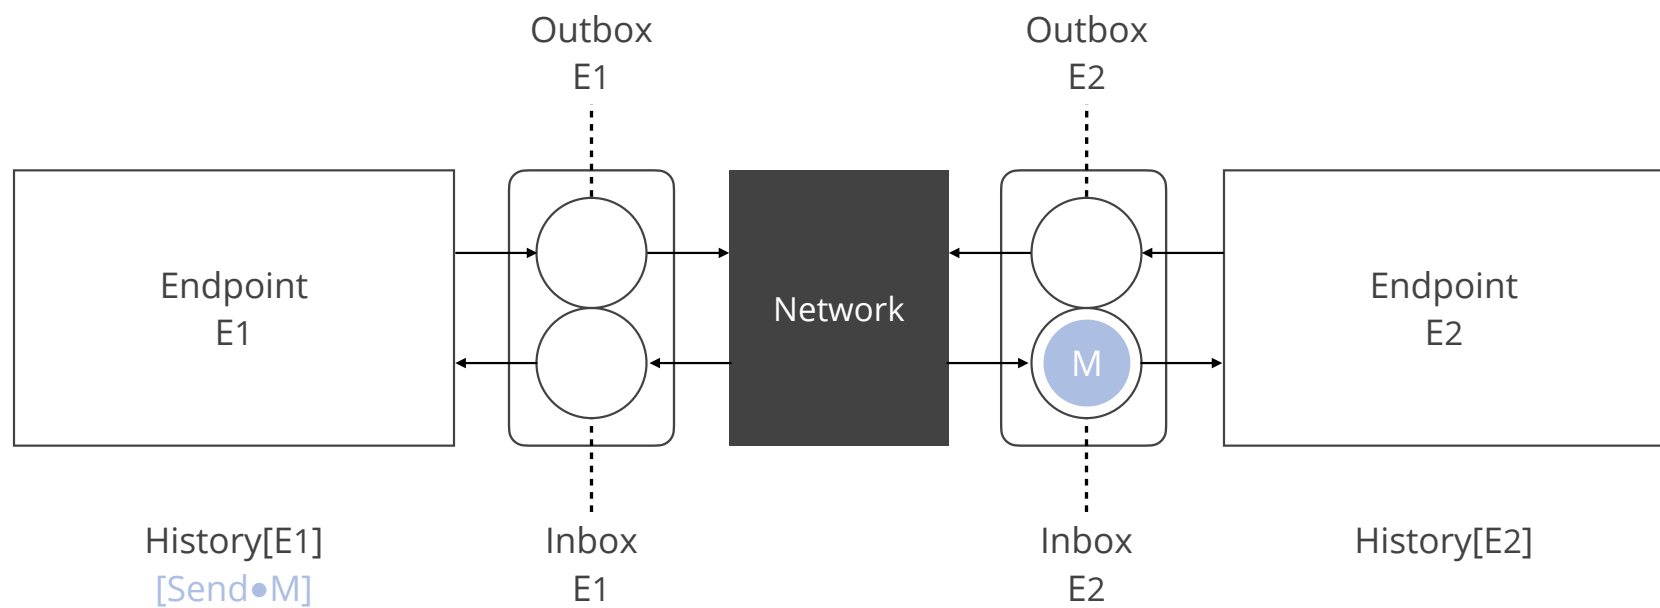 Outbox
E1
Outbox
E2
Endpoint
E1
Network
M
Endpoint
E2
History[E1]
[Send●M]
Inbox
E1
Inbox
E2
History[E2]